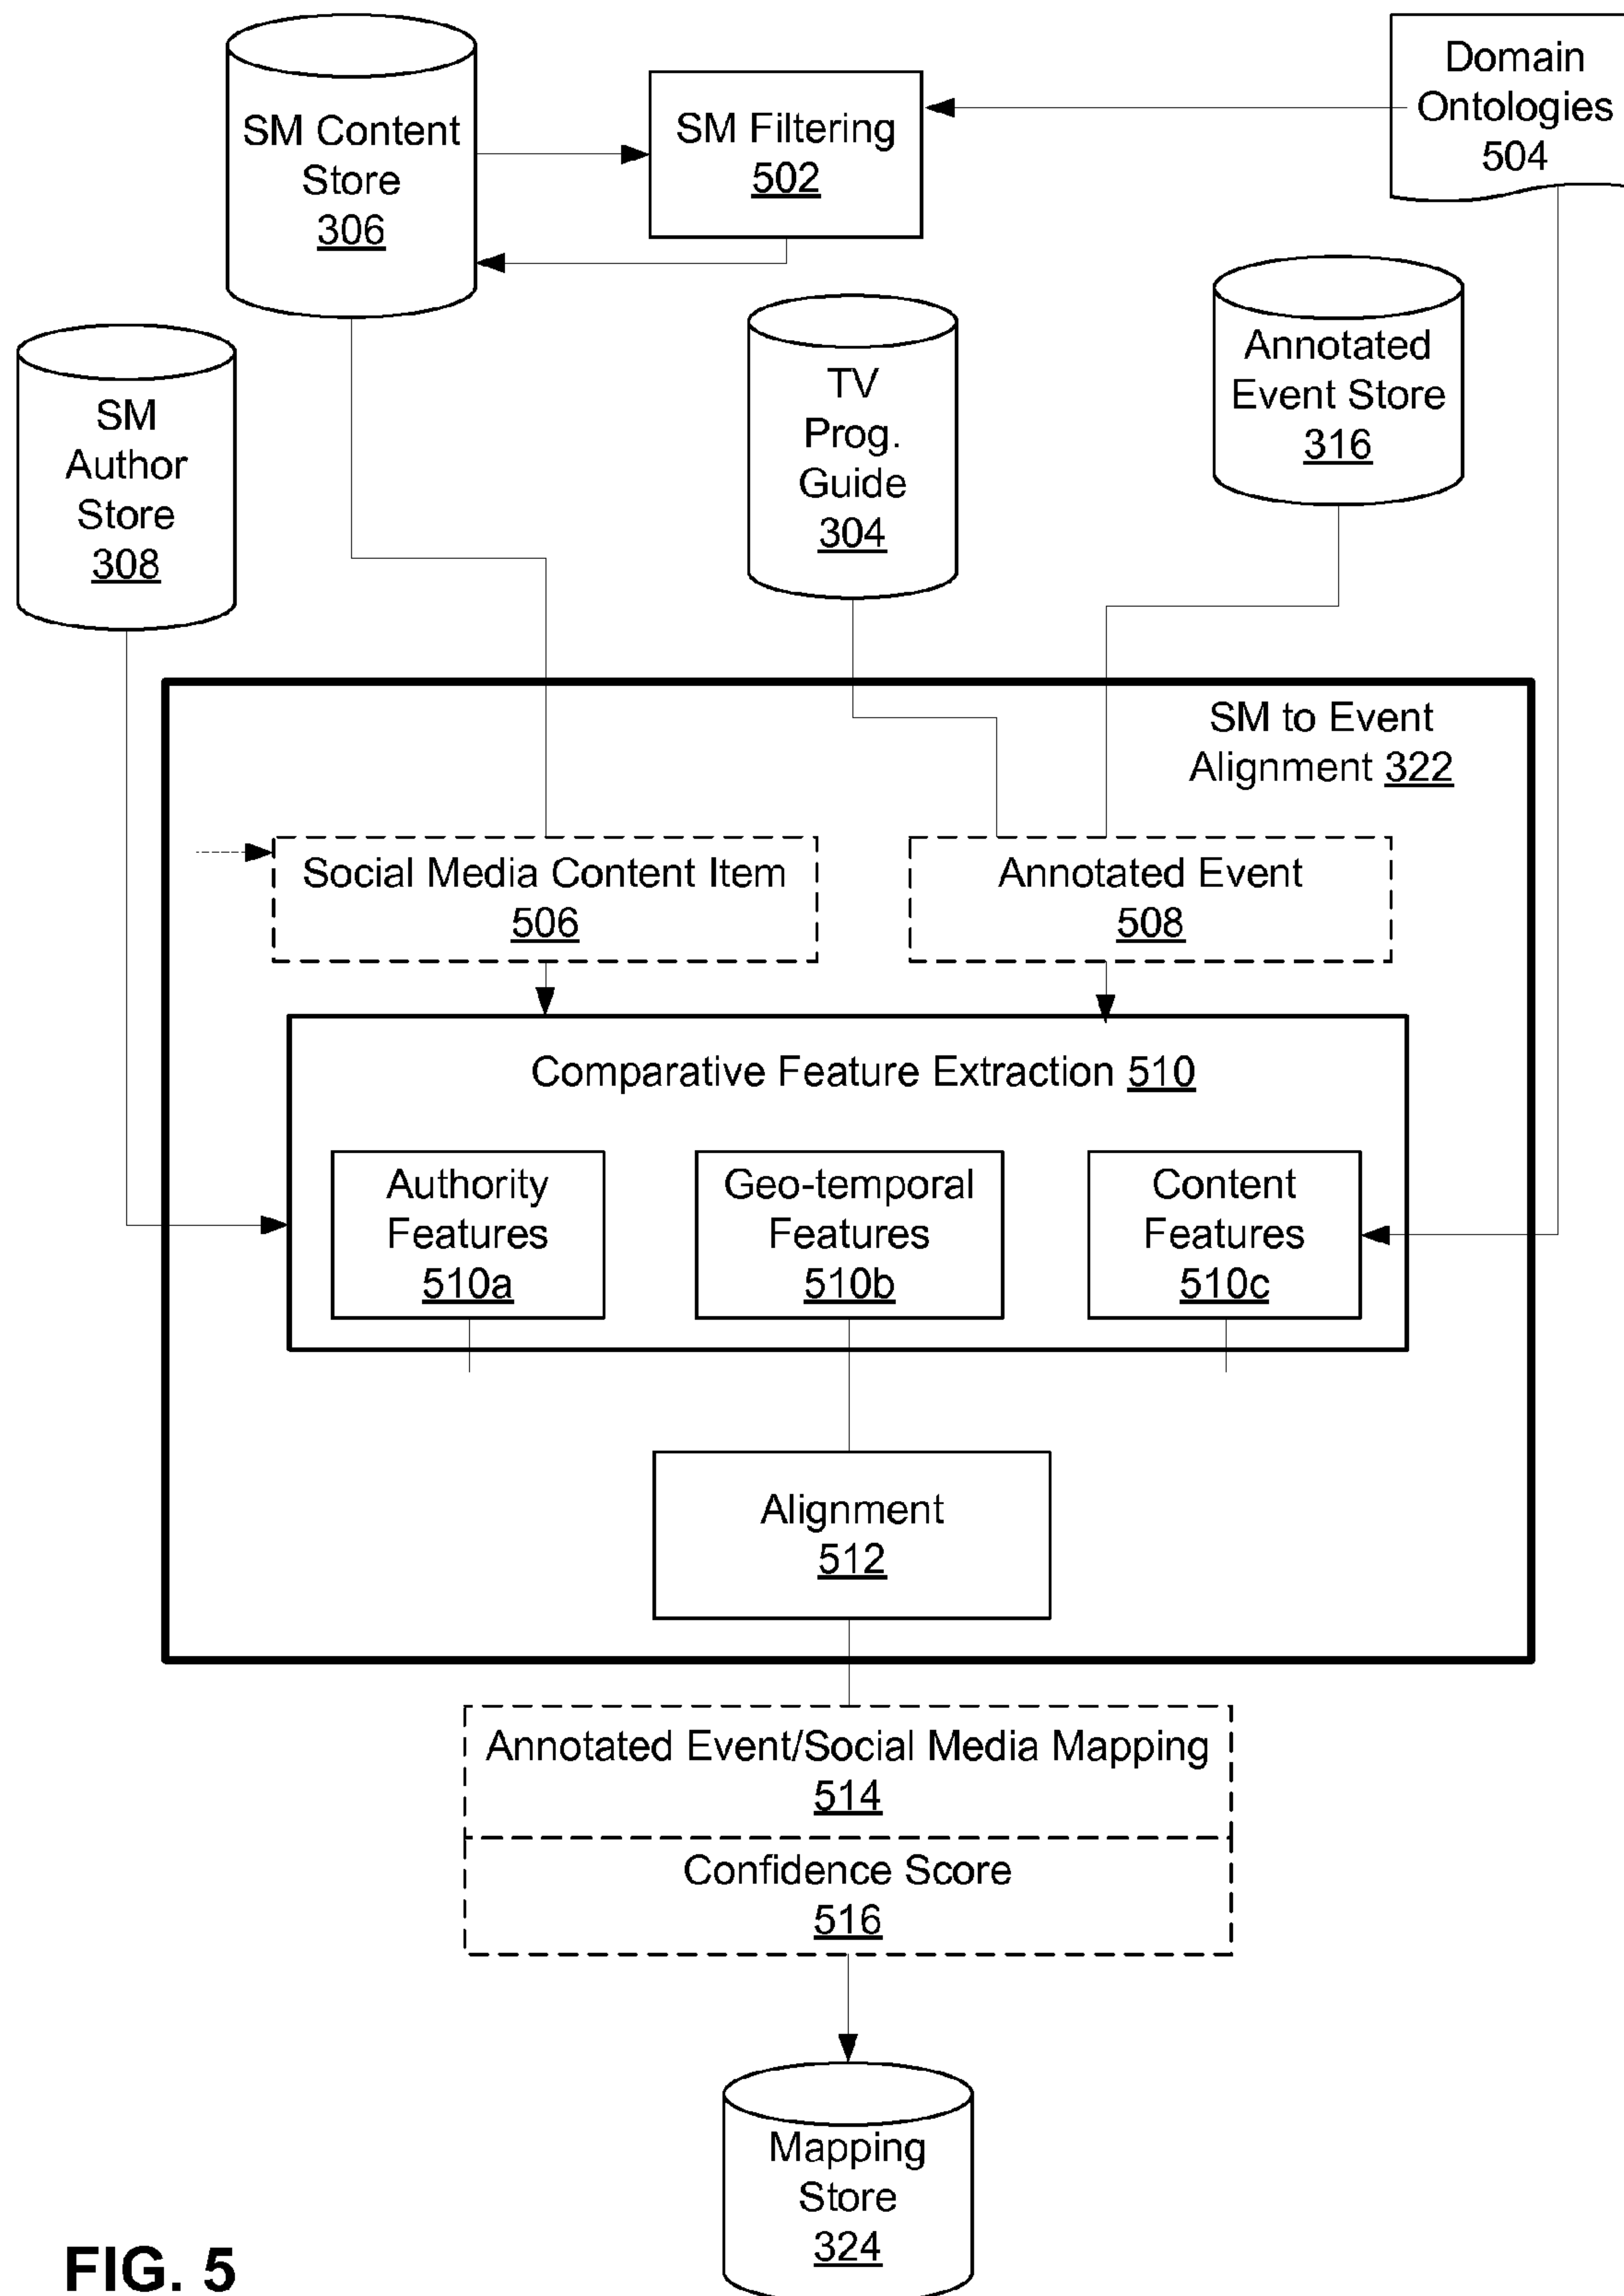 SM Content
Store
306
SM Filtering
502
Domain
Ontologies
504
SM
Author
Store
308
TV
Prog.
Guide
304
Annotated
Event Store
316
SM to Event
Alignment 322
Social Media Content Item
506
Annotated Event
508
Comparative Feature Extraction 510
Authority
Features
510a
Geo-temporal
Features
510b
Content
Features
510c
Alignment
512
Annotated Event/Social Media Mapping
514
Confidence Score
516
Mapping
Store
324
FIG. 5